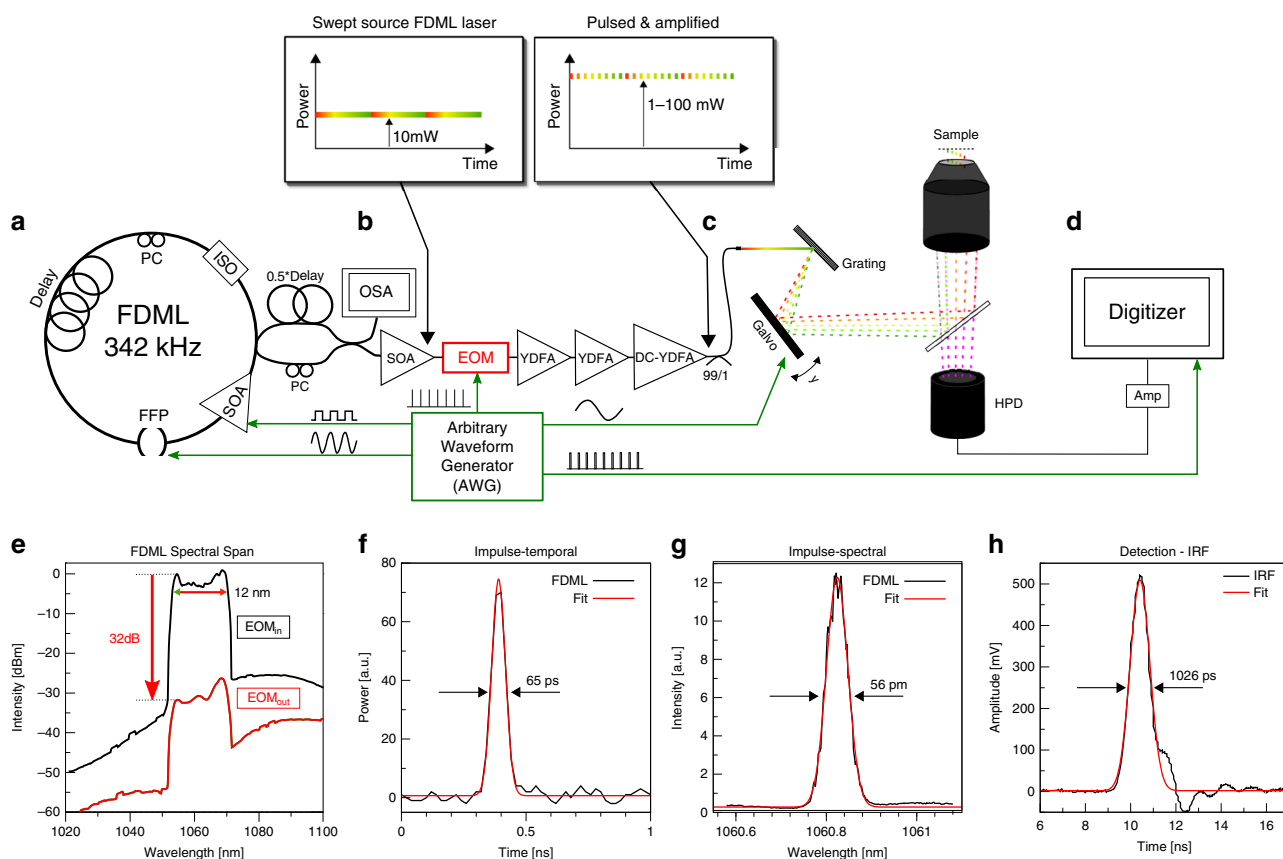 Swept source FDML laser
Pulsed & amplified
Power
10mW
Time
Power
1–100 mW
Time
Sample
a
b
c
d
PC
ISO
Delay
FDML
342 kHz
0.5*Delay
OSA
PC
SOA
FFP
SOA
EOM
YDFA
YDFA
DC-YDFA
99/1
Grating
Galvo
y
HPD
Amp
Digitizer
Arbitrary
Waveform
Generator
(AWG)
e
FDML Spectral Span
0
–10
–20
–30
–40
–50
–60
Intensity [dBm]
12 nm
32dB
EOMin
EOMout
1020
1040
1060
1080
1100
Wavelength [nm]
f
Impulse-temporal
80
60
40
20
0
Power [a.u.]
FDML
Fit
65 ps
0
0.5
1
Time [ns]
g
Impulse-spectral
12
10
8
6
4
2
0
Intensity [a.u.]
FDML
Fit
56 pm
1060.6
1060.8
1061
Wavelength [nm]
h
Detection - IRF
500
400
300
200
100
0
Amplitude [mV]
IRF
Fit
1026 ps
6
8
10
12
14
16
Time [ns]